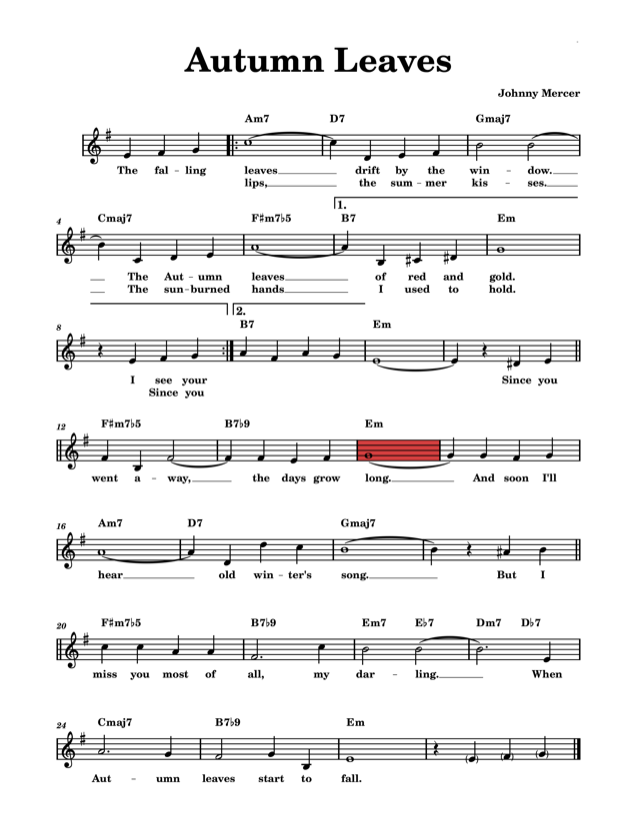 Autumn Leaves
Johnny Mercer
Am7 D7 Gmaj7
The fal – ling leaves drift by the win – dow.
lips, the sum – mer kis – ses.
1.
4 Cmaj7 F♯m7♭5 B7 Em
The Aut – umn leaves of red and gold.
The sun – burned hands I used to hold.
2.
8 B7 Em
I see your Since you
Since you
12 F♯m7♭5 B7♭9 Em
went a – way, the days grow long. And soon I'll
16 Am7 D7 Gmaj7
hear old win – ter's song. But I
20 F♯m7♭5 B7♭9 Em7 E♭7 Dm7 D♭7
miss you most of all, my dar – ling. When
24 Cmaj7 B7♭9 Em
Aut – umn leaves start to fall.